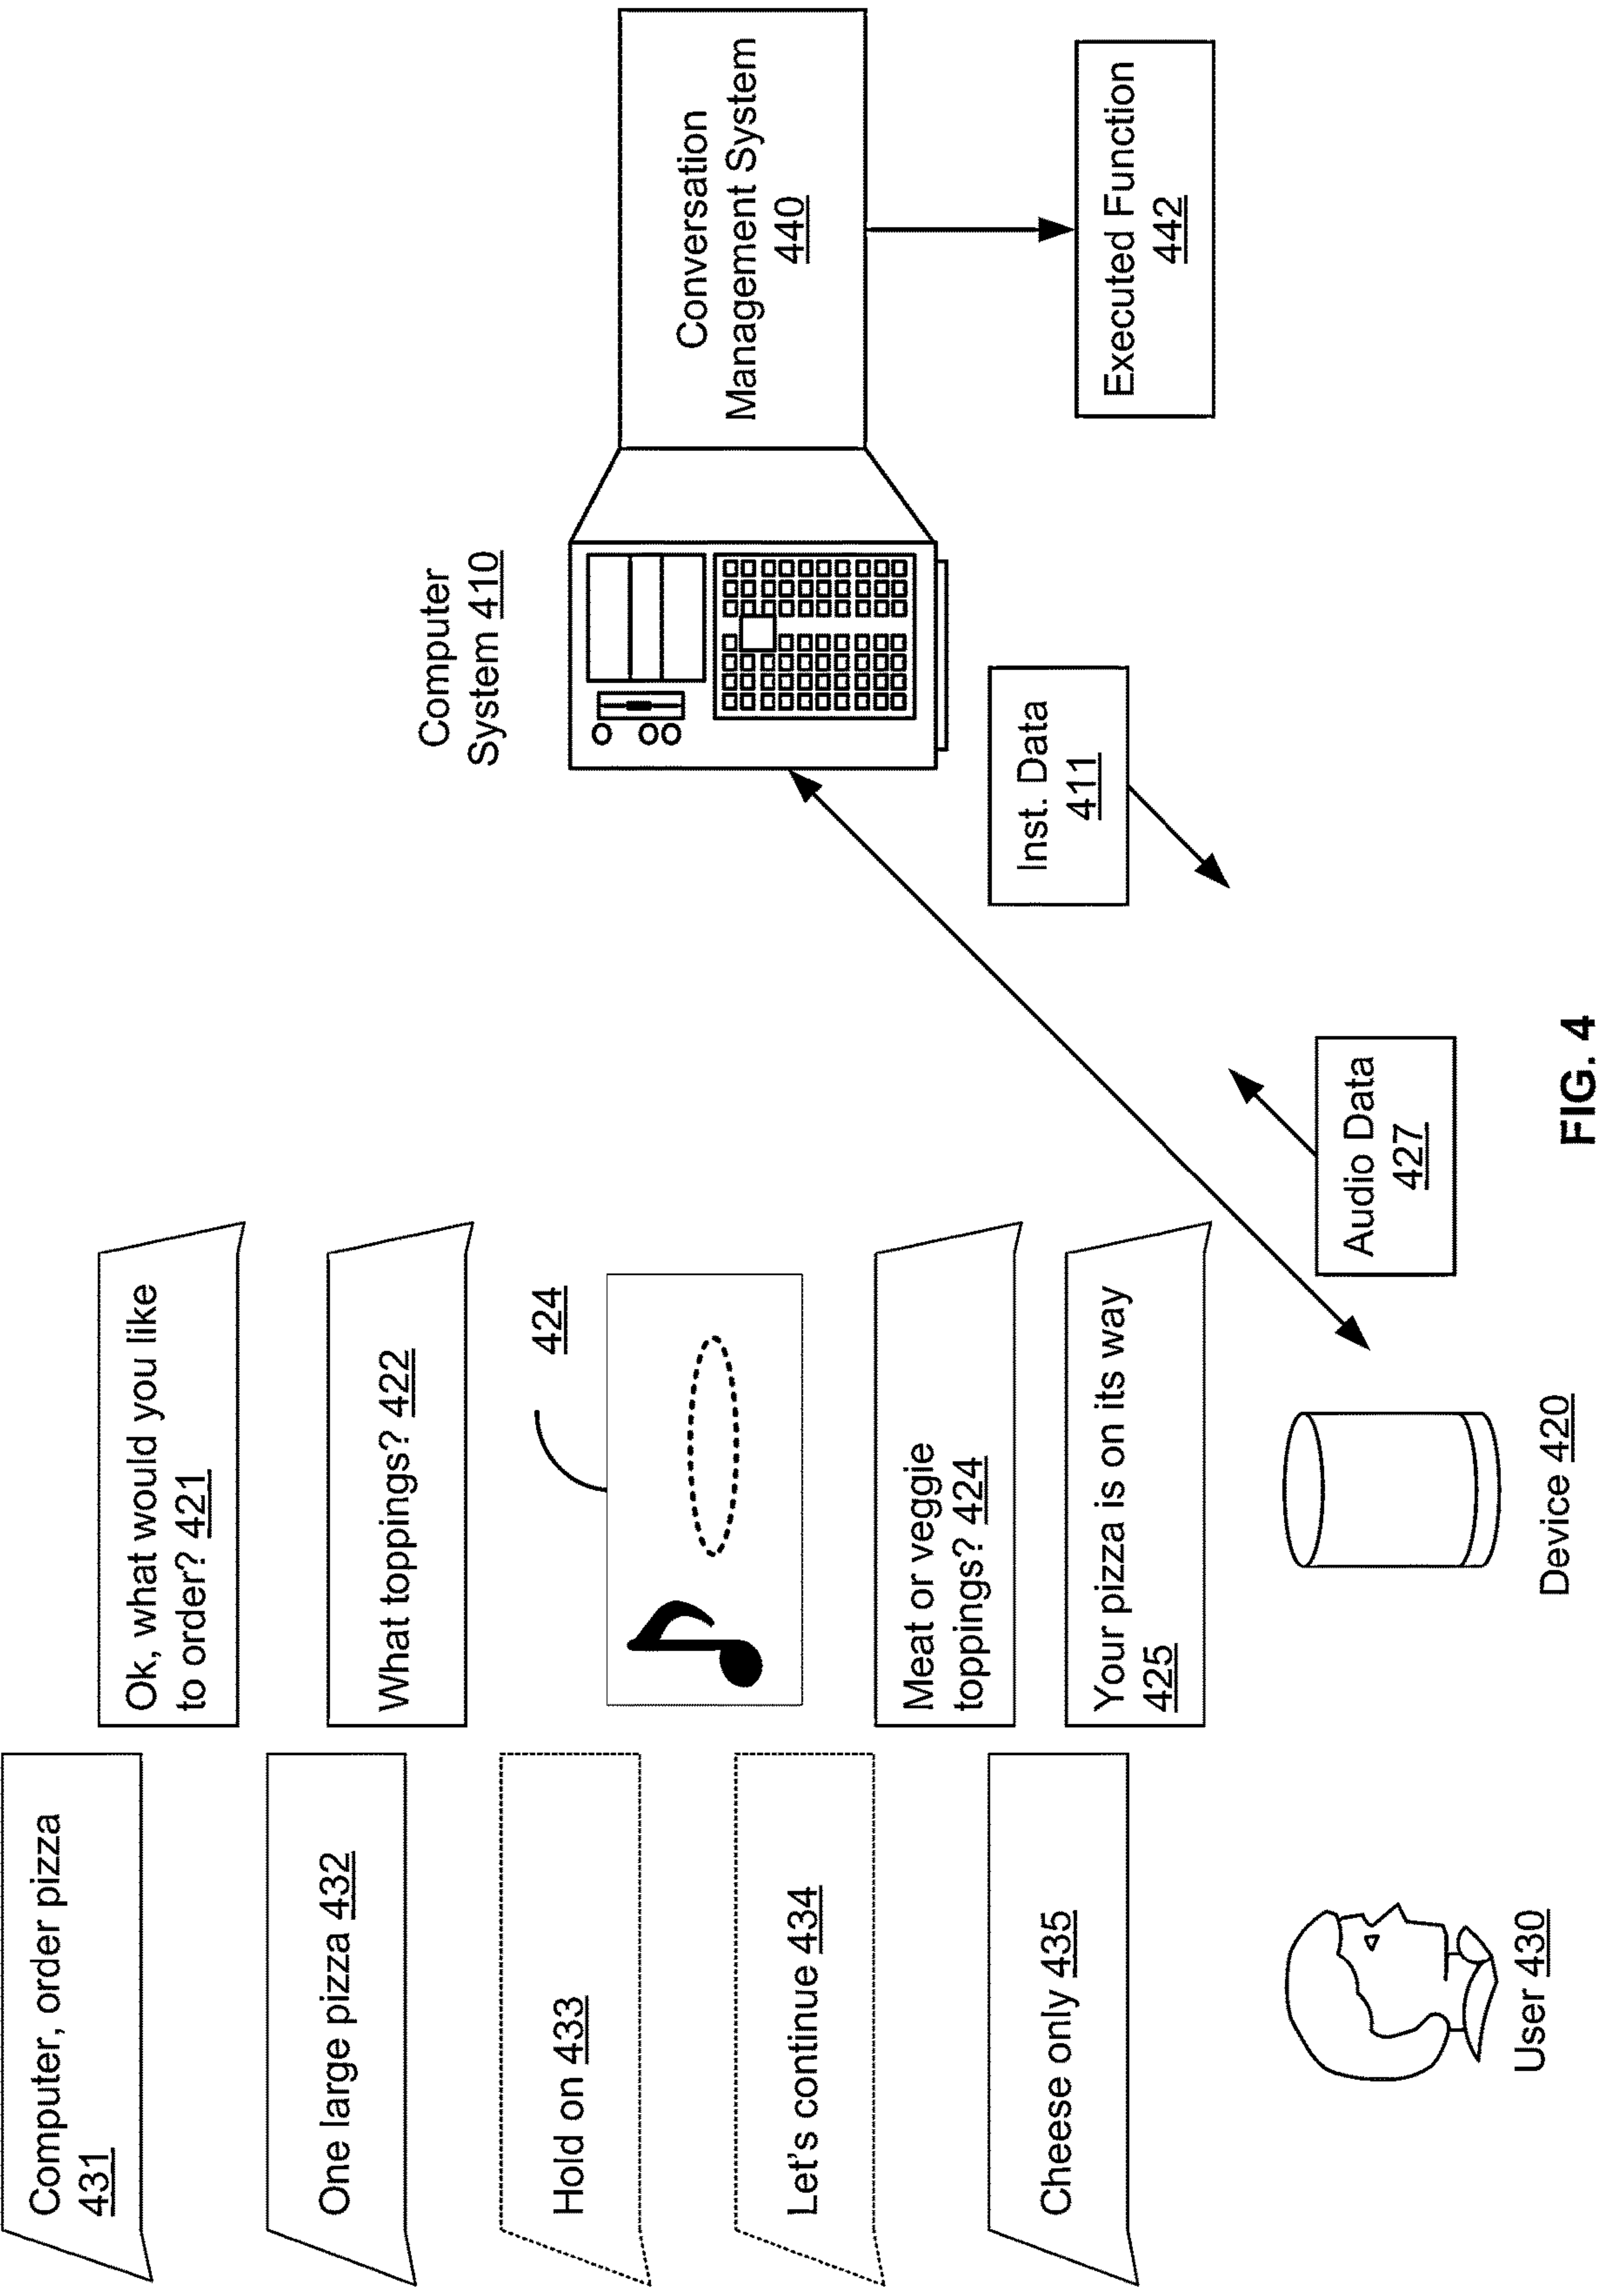 Computer, order pizza
431
Ok, what would you like
to order? 421
One large pizza 432
What toppings? 422
Hold on 433
424
Let's continue 434
Meat or veggie
toppings? 424
Cheese only 435
Your pizza is on its way
425
User 430
Device 420
Audio Data
427
Inst. Data
411
Computer
System 410
Conversation
Management System
440
Executed Function
442
FIG. 4